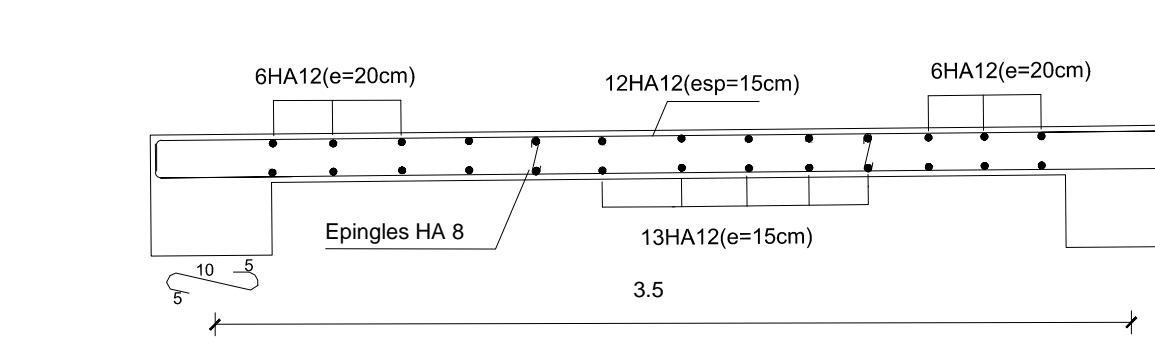 6HA12(e=20cm)
12HA12(esp=15cm)
6HA12(e=20cm)
Epingles HA 8
13HA12(e=15cm)
10
5
5
3.5